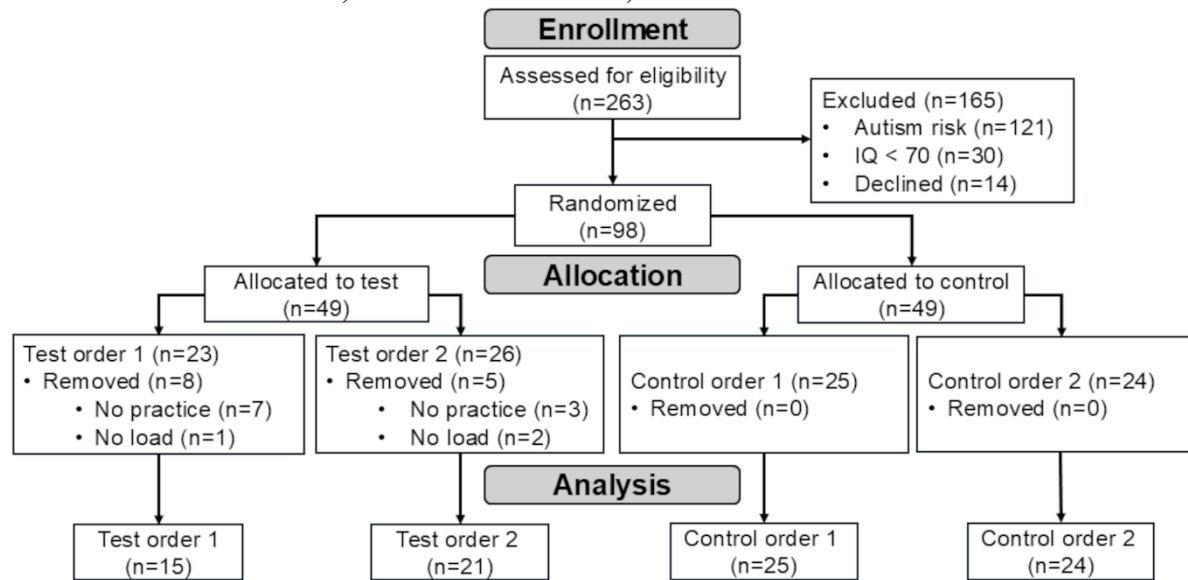 Enrollment
Assessed for eligibility
(n=263)
Excluded (n=165)
• Autism risk (n=121)
• IQ < 70 (n=30)
• Declined (n=14)
Randomized
(n=98)
Allocation
Allocated to test
(n=49)
Allocated to control
(n=49)
Test order 1 (n=23)
• Removed (n=8)
• No practice (n=7)
• No load (n=1)
Test order 2 (n=26)
• Removed (n=5)
• No practice (n=3)
• No load (n=2)
Control order 1 (n=25)
• Removed (n=0)
Control order 2 (n=24)
• Removed (n=0)
Analysis
Test order 1
(n=15)
Test order 2
(n=21)
Control order 1
(n=25)
Control order 2
(n=24)